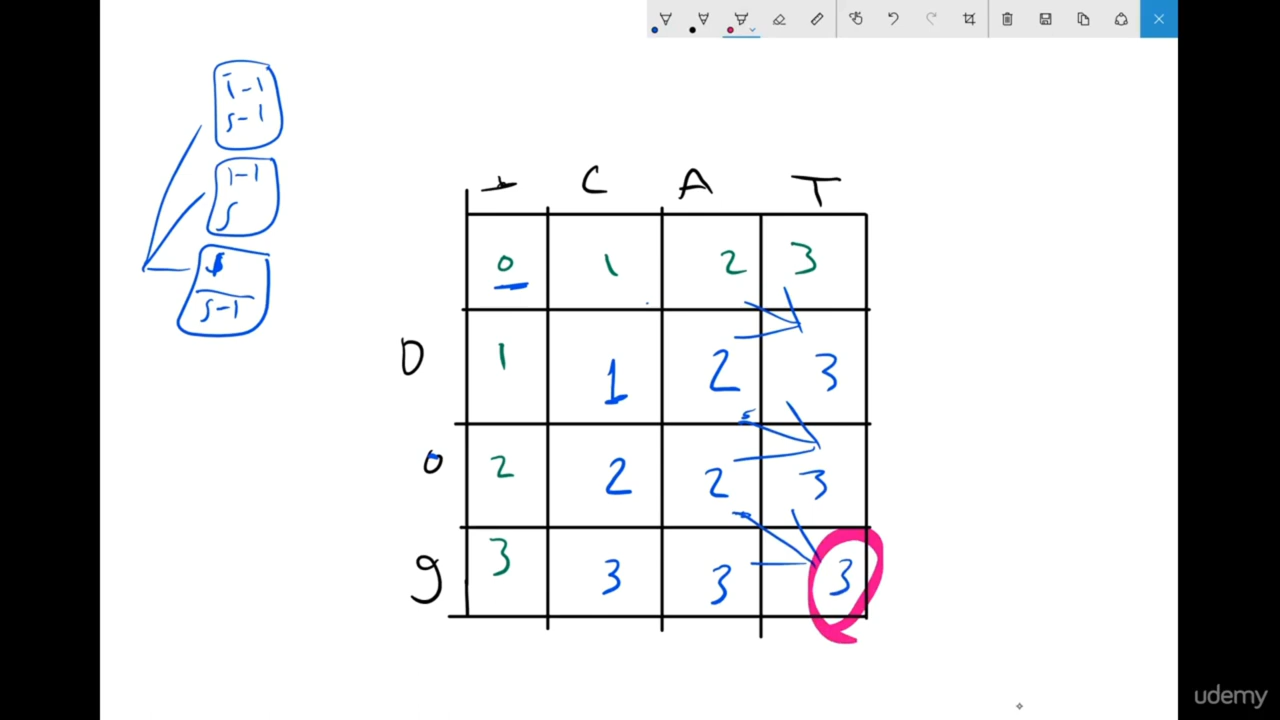 i-1
s-1
i-1
s
s-1
C A T
0 1 2 3
D 1 1 2 3
o 2 2 2 3
g 3 3 3 3
udemy